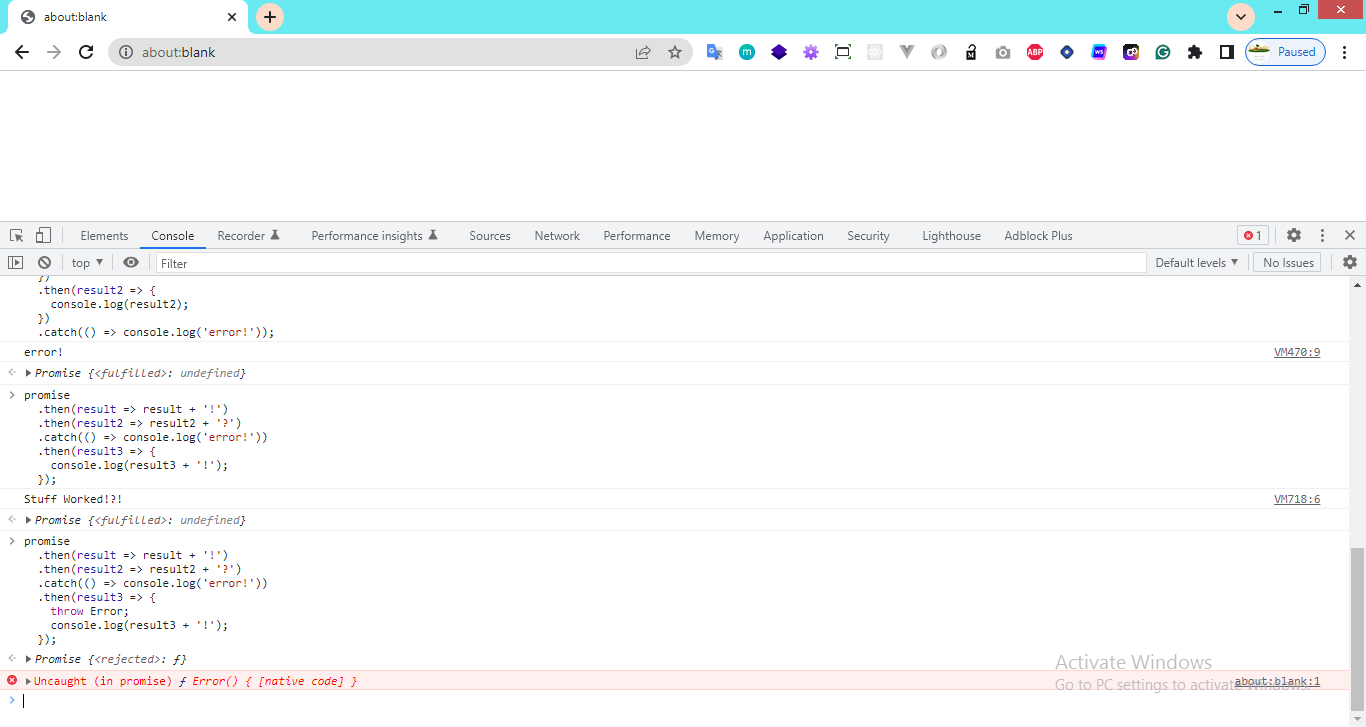 about:blank
about:blank
m
ABP
WS
G
Paused
Elements
Console
Recorder
Performance insights
Sources
Network
Performance
Memory
Application
Security
Lighthouse
Adblock Plus
1
top
Filter
Default levels
No Issues
})
.then(result2 => {
console.log(result2);
})
.catch(() => console.log('error!'));
error! VM470:9
Promise {<fulfilled>: undefined}
promise
.then(result => result + '!')
.then(result2 => result2 + '?')
.catch(() => console.log('error!'))
.then(result3 => {
console.log(result3 + '!');
});
Stuff Worked!?! VM718:6
Promise {<fulfilled>: undefined}
promise
.then(result => result + '!')
.then(result2 => result2 + '?')
.catch(() => console.log('error!'))
.then(result3 => {
throw Error;
console.log(result3 + '!');
});
Promise {<rejected>: ƒ}
Uncaught (in promise) ƒ Error() { [native code] } about:blank:1
Activate Windows
Go to PC settings to activate Windows.